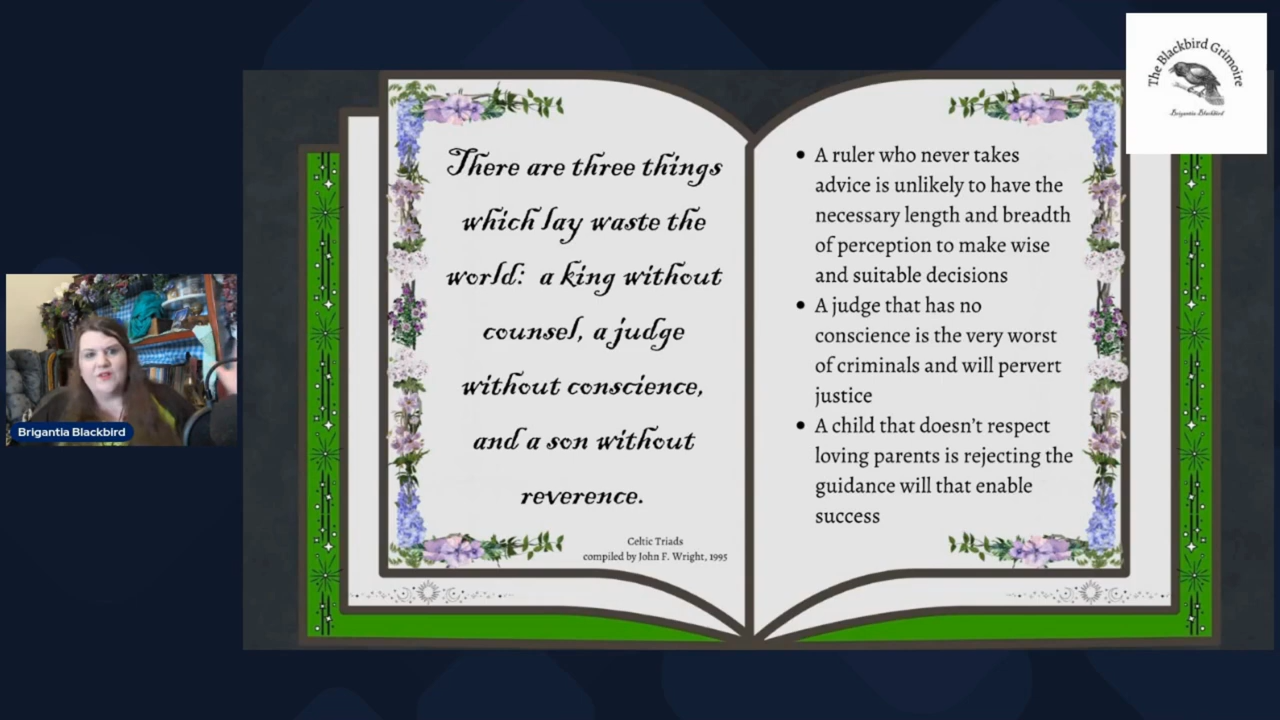 The Blackbird Grimoire
Brigantia Blackbird
There are three things
which lay waste the
world: a king without
counsel, a judge
without conscience,
and a son without
reverence.
Celtic Triads
compiled by John F. Wright, 1995
• A ruler who never takes
advice is unlikely to have the
necessary length and breadth
of perception to make wise
and suitable decisions
• A judge that has no
conscience is the very worst
of criminals and will pervert
justice
• A child that doesn't respect
loving parents is rejecting the
guidance will that enable
success
Brigantia Blackbird